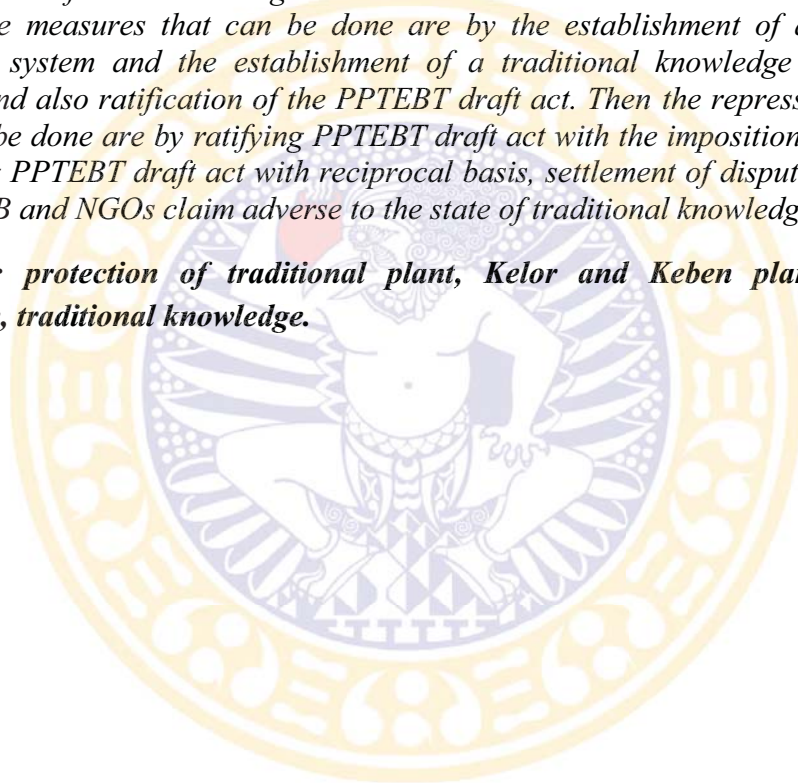 e measures that can be done are by the establishment of a
system and the establishment of a traditional knowledge
nd also ratification of the PPTEBT draft act. Then the repress
be done are by ratifying PPTEBT draft act with the imposition
PPTEBT draft act with reciprocal basis, settlement of disput
B and NGOs claim adverse to the state of traditional knowledg
protection of traditional plant, Kelor and Keben plan
, traditional knowledge.